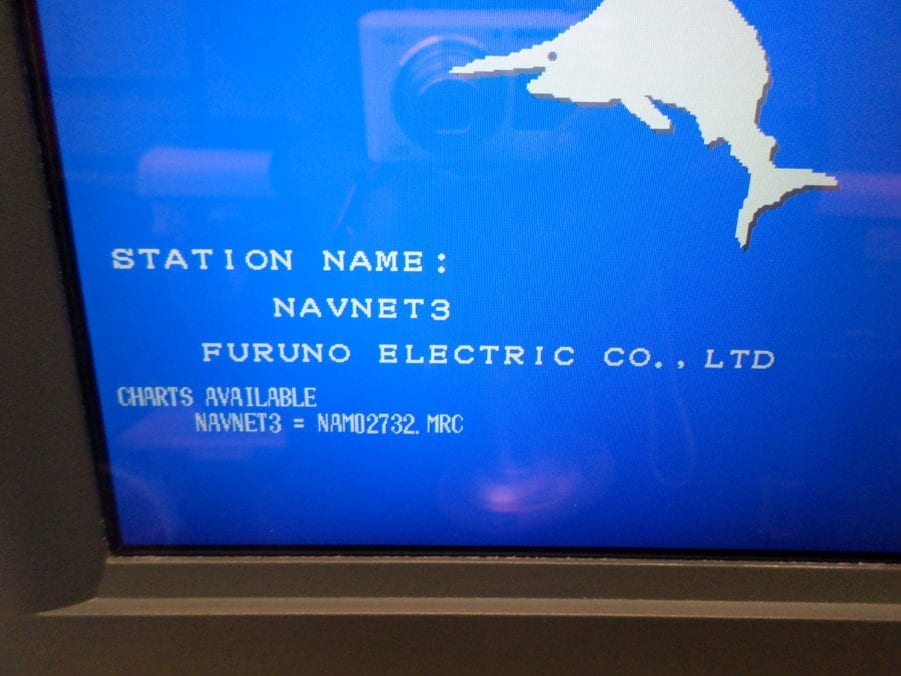 STATION NAME:
NAVNET3
FURUNO ELECTRIC CO.,LTD
CHARTS AVAILABLE
NAVNET3 = NAM02732.MRC